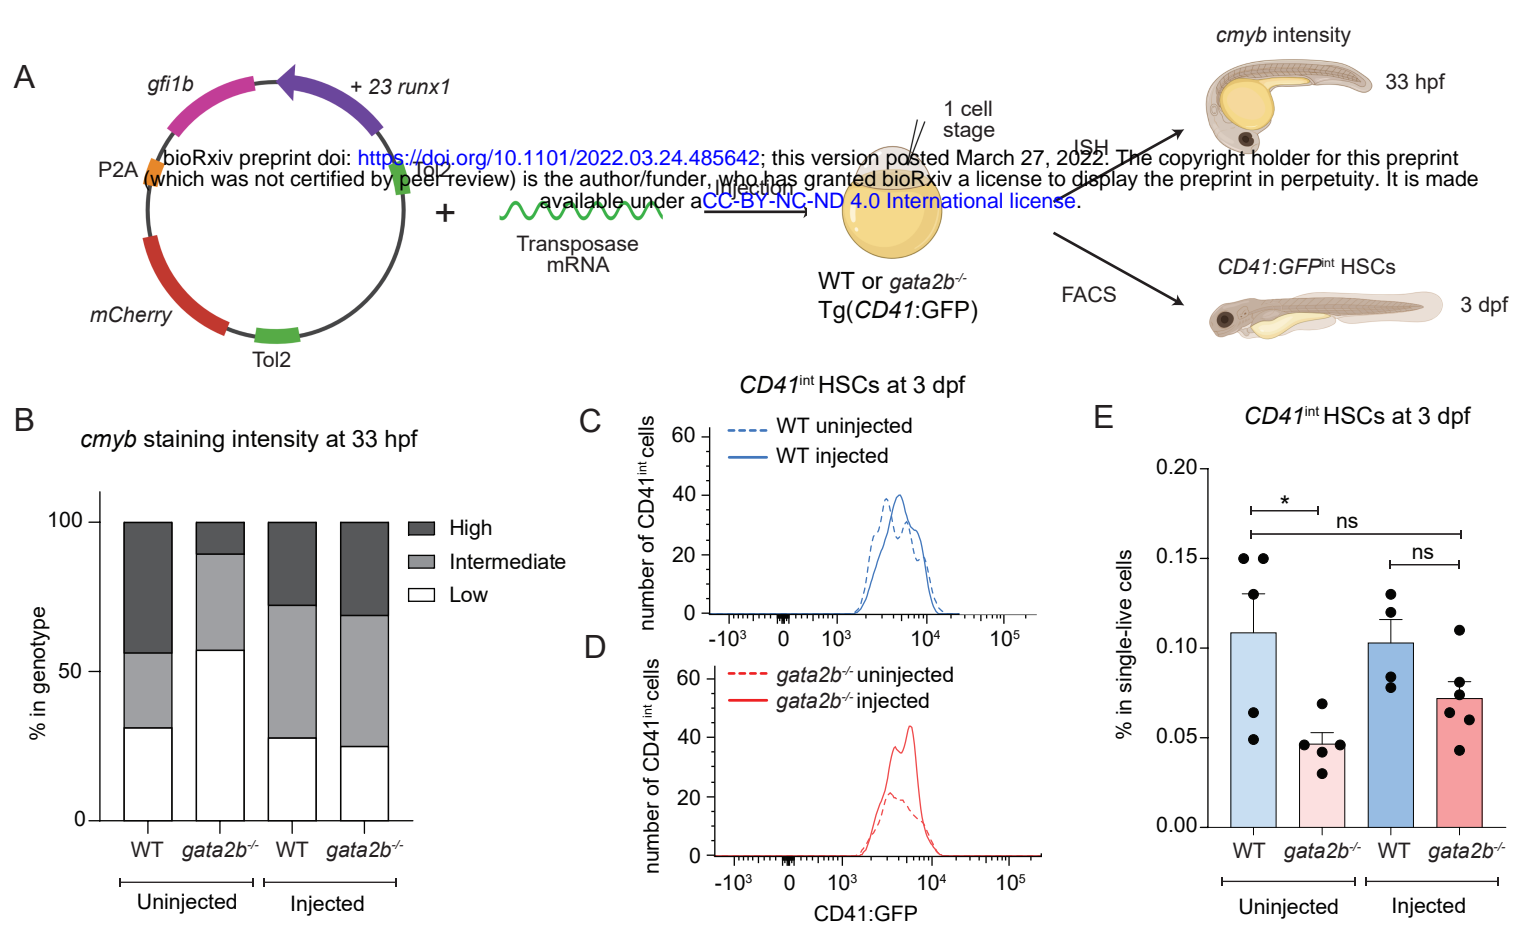 A
gfi1b
+ 23 runx1
P2A
Tol2
mCherry
Tol2
+
Transposase
mRNA
Injection
1 cell
stage
WT or gata2b-/-
Tg(CD41:GFP)
ISH
FACS
cmyb intensity
33 hpf
CD41:GFPint HSCs
3 dpf
bioRxiv preprint doi: https://doi.org/10.1101/2022.03.24.485642; this version posted March 27, 2022. The copyright holder for this preprint
(which was not certified by peer review) is the author/funder, who has granted bioRxiv a license to display the preprint in perpetuity. It is made
available under aCC-BY-NC-ND 4.0 International license.
B
cmyb staining intensity at 33 hpf
% in genotype
100
50
0
High
Intermediate
Low
WT gata2b-/- WT gata2b-/-
Uninjected Injected
CD41int HSCs at 3 dpf
C
number of CD41int cells
60
40
20
0
WT uninjected
WT injected
-10³ 0 10³ 10⁴ 10⁵
D
number of CD41int cells
60
40
20
0
gata2b-/- uninjected
gata2b-/- injected
-10³ 0 10³ 10⁴ 10⁵
CD41:GFP
E
CD41int HSCs at 3 dpf
% in single-live cells
0.20
0.15
0.10
0.05
0.00
*
ns
ns
WT gata2b-/- WT gata2b-/-
Uninjected Injected